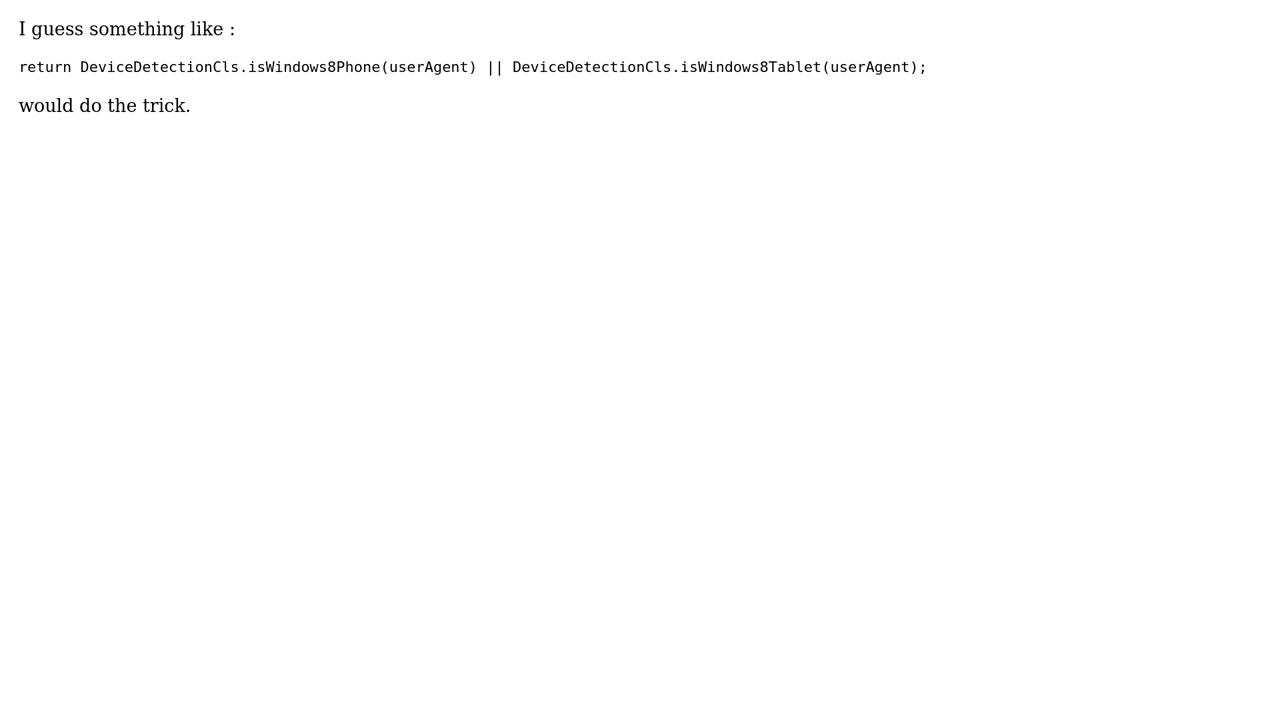 I guess something like :
return DeviceDetectionCls.isWindows8Phone(userAgent) || DeviceDetectionCls.isWindows8Tablet(userAgent);
would do the trick.